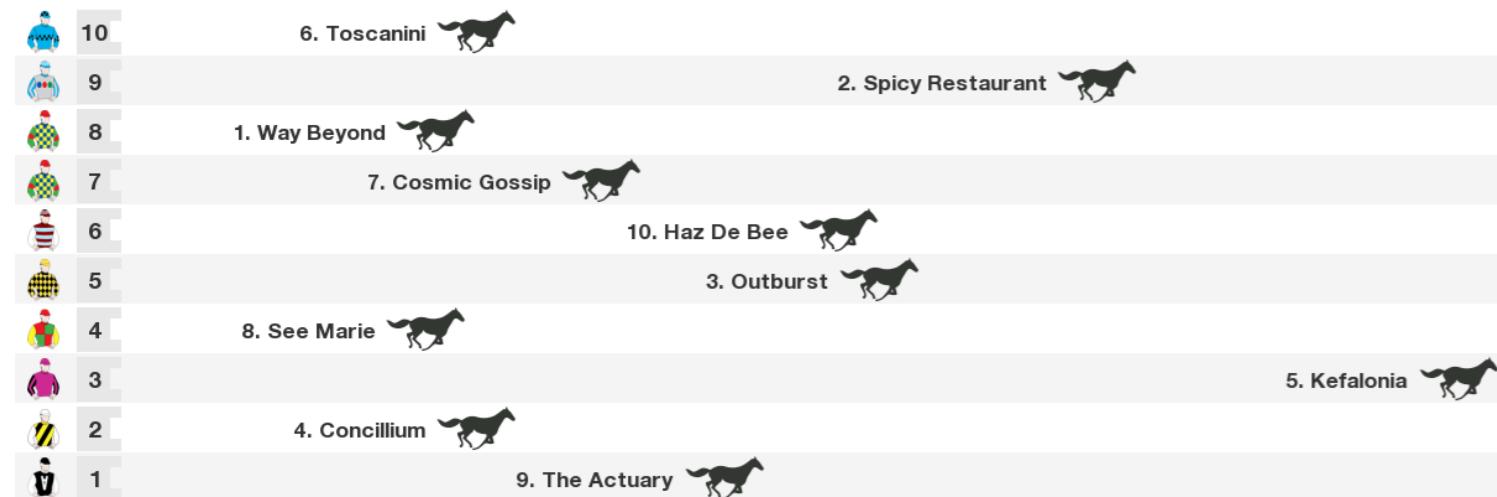 10 6. Toscanini
9 2. Spicy Restaurant
8 1. Way Beyond
7 7. Cosmic Gossip
6 10. Haz De Bee
5 3. Outburst
4 8. See Marie
3 5. Kefalonia
2 4. Concillium
1 9. The Actuary